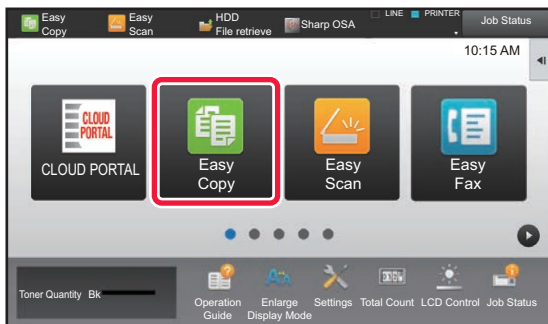 Easy
Copy
Easy
Scan
HDD
File retrieve
Sharp OSA
LINE
PRINTER
Job Status
10:15 AM
CLOUD
PORTAL
CLOUD PORTAL
Easy
Copy
Easy
Scan
Easy
Fax
Toner Quantity Bk
Operation
Guide
Enlarge
Display Mode
Settings
Total Count
LCD Control
Job Status